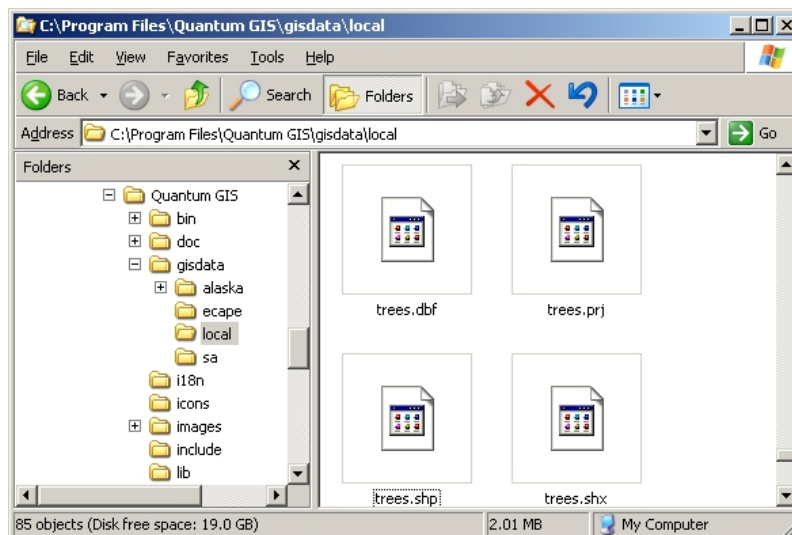 C:\Program Files\Quantum GIS\gisdata\local
File Edit View Favorites Tools Help
Back Search Folders
Address C:\Program Files\Quantum GIS\gisdata\local Go
Folders x
Quantum GIS
bin
doc
gisdata
alaska
ecape
local
sa
i18n
icons
images
include
lib
trees.dbf trees.prj
trees.shp trees.shx
85 objects (Disk free space: 19.0 GB) 2.01 MB My Computer